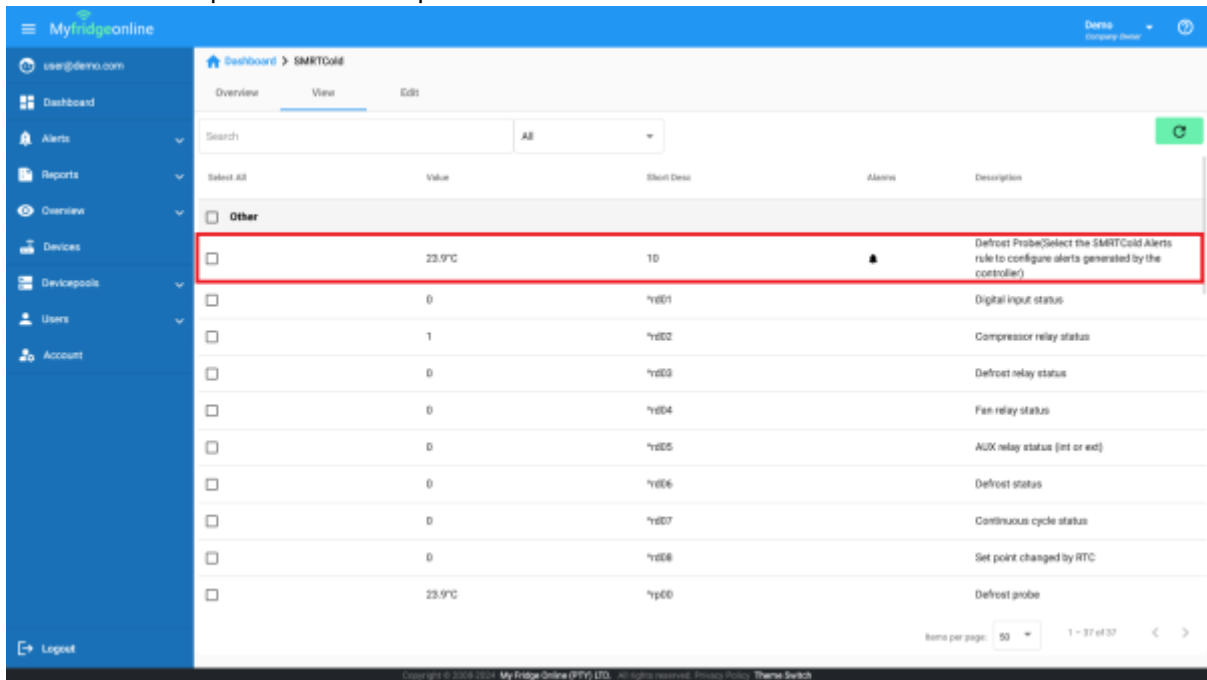 Myfridgeonline
Demo
Company Owner
user@demo.com
Dashboard > SMRTCold
Overview View Edit
Dashboard
Alerts
Search All
Reports
Select All Value Short Desc Alarms Description
Overview
Other
Devices
23.9°C 10 Defrost Probe(Select the SMRTCold Alerts
rule to configure alerts generated by the
controller)
Devicepools
0 *rd01 Digital input status
Users
1 *rd02 Compressor relay status
Account
0 *rd03 Defrost relay status
0 *rd04 Fan relay status
0 *rd05 AUX relay status (int or ext)
0 *rd06 Defrost status
0 *rd07 Continuous cycle status
0 *rd08 Set point changed by RTC
23.9°C *rp00 Defrost probe
Items per page: 50 1 – 37 of 37
Logout
Copyright © 2008-2024 My Fridge Online (PTY) LTD. All rights reserved. Privacy Policy Theme Switch